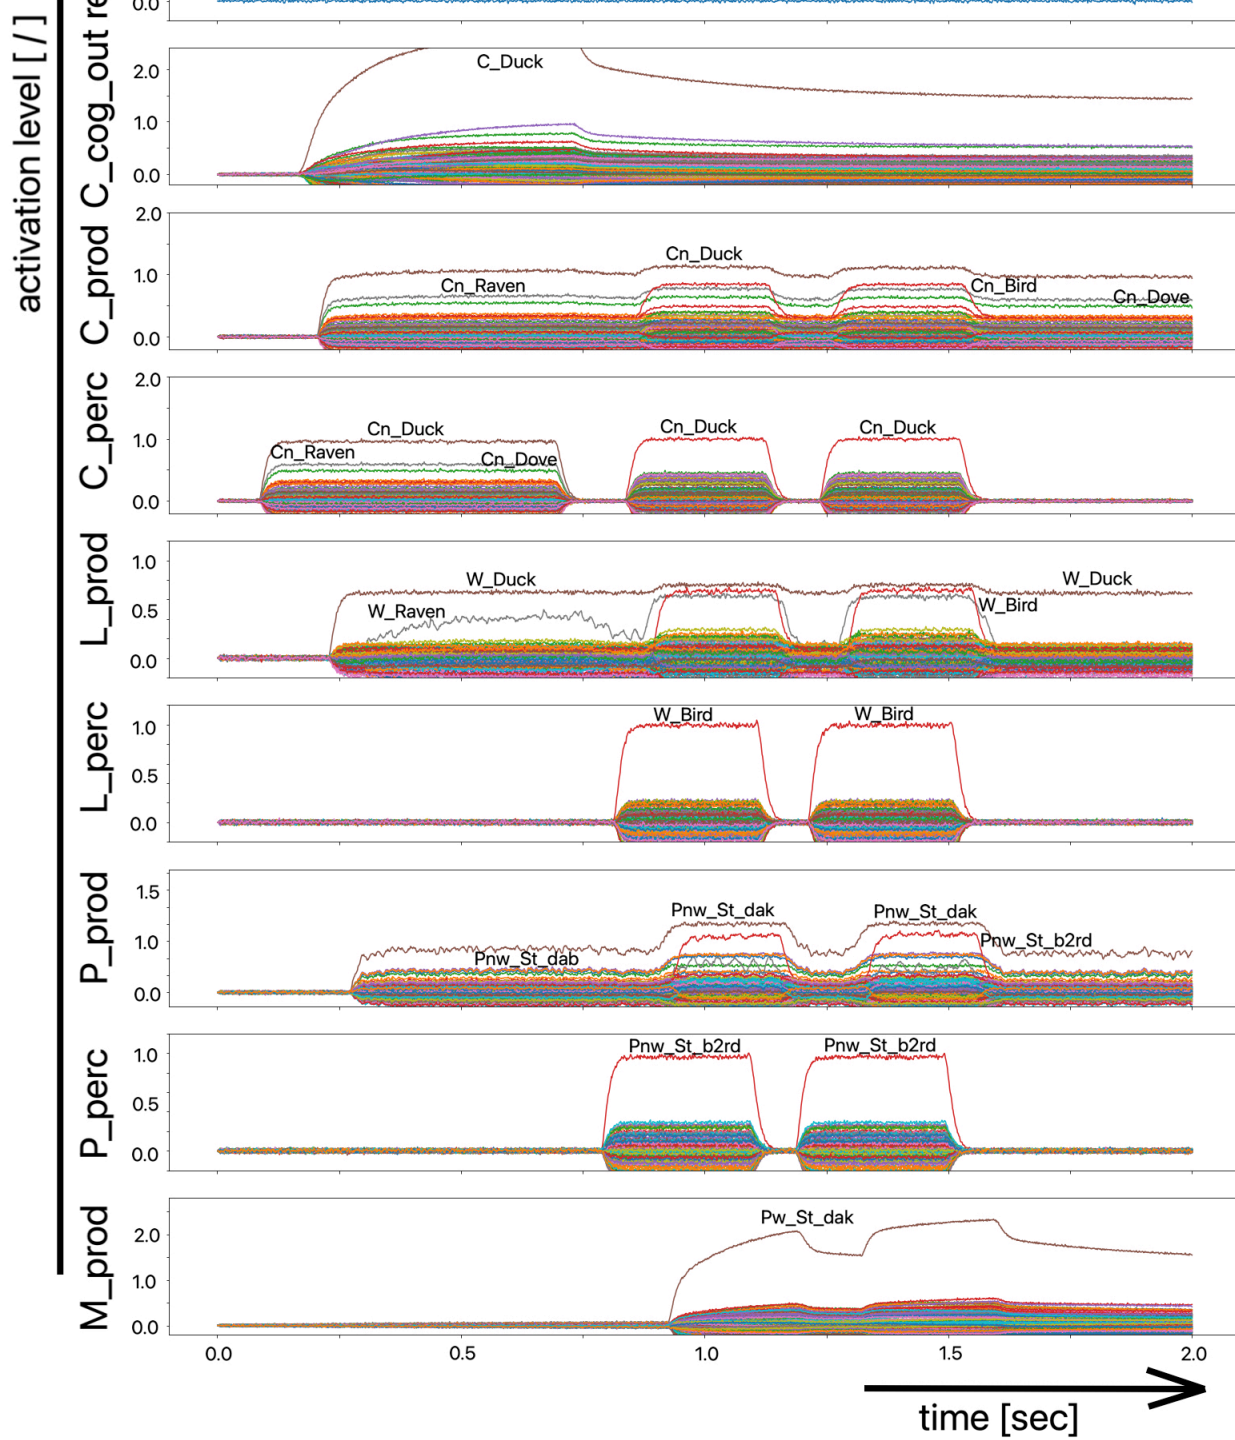 activation level [ / ]
0.0
C_cog_out re
2.0
1.0
0.0
C_Duck
C_prod
2.0
1.0
0.0
Cn_Duck
Cn_Raven
Cn_Bird
Cn_Dove
C_perc
2.0
1.0
0.0
Cn_Duck
Cn_Duck
Cn_Duck
Cn_Raven
Cn_Dove
L_prod
1.0
0.5
0.0
W_Duck
W_Duck
W_Raven
W_Bird
L_perc
1.0
0.5
0.0
W_Bird
W_Bird
P_prod
1.5
1.0
0.0
Pnw_St_dak
Pnw_St_dak
Pnw_St_b2rd
Pnw_St_dab
P_perc
1.0
0.5
0.0
Pnw_St_b2rd
Pnw_St_b2rd
M_prod
2.0
1.0
0.0
Pw_St_dak
0.0 0.5 1.0 1.5 2.0
time [sec]